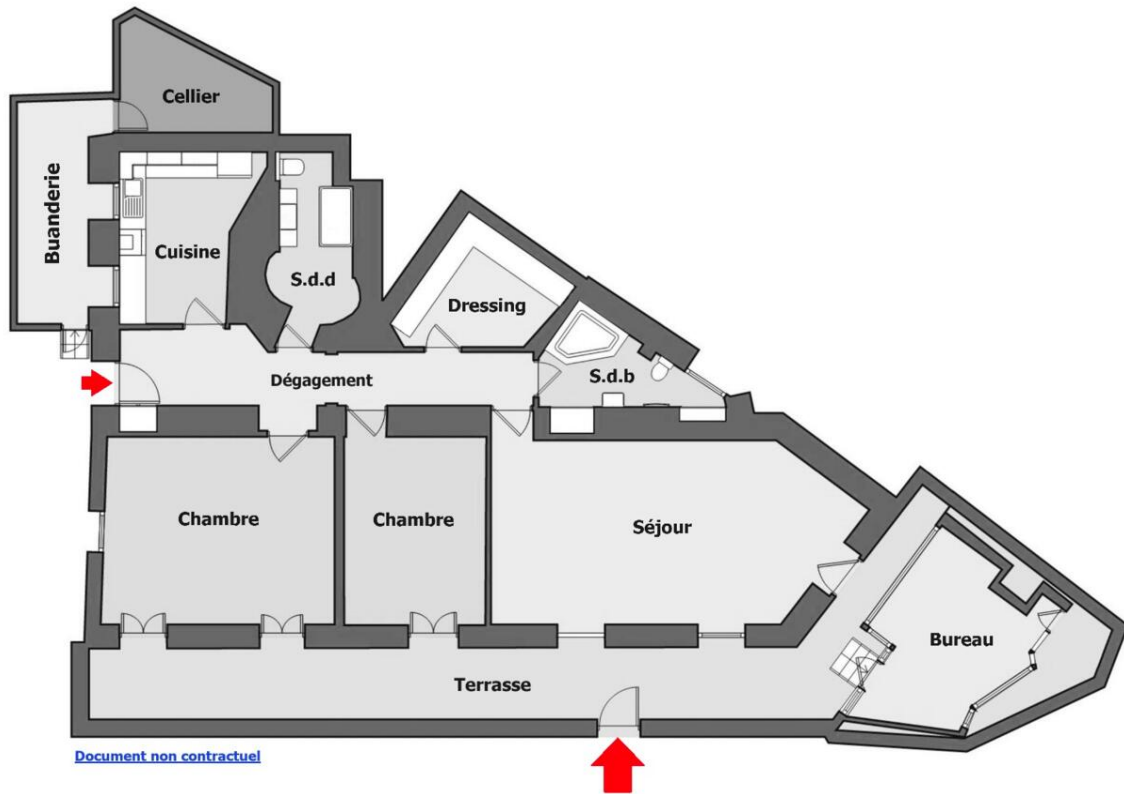 Cellier
Buanderie
Cuisine
S.d.d
Dressing
S.d.b
Dégagement
Chambre
Chambre
Séjour
Bureau
Terrasse
Document non contractuel